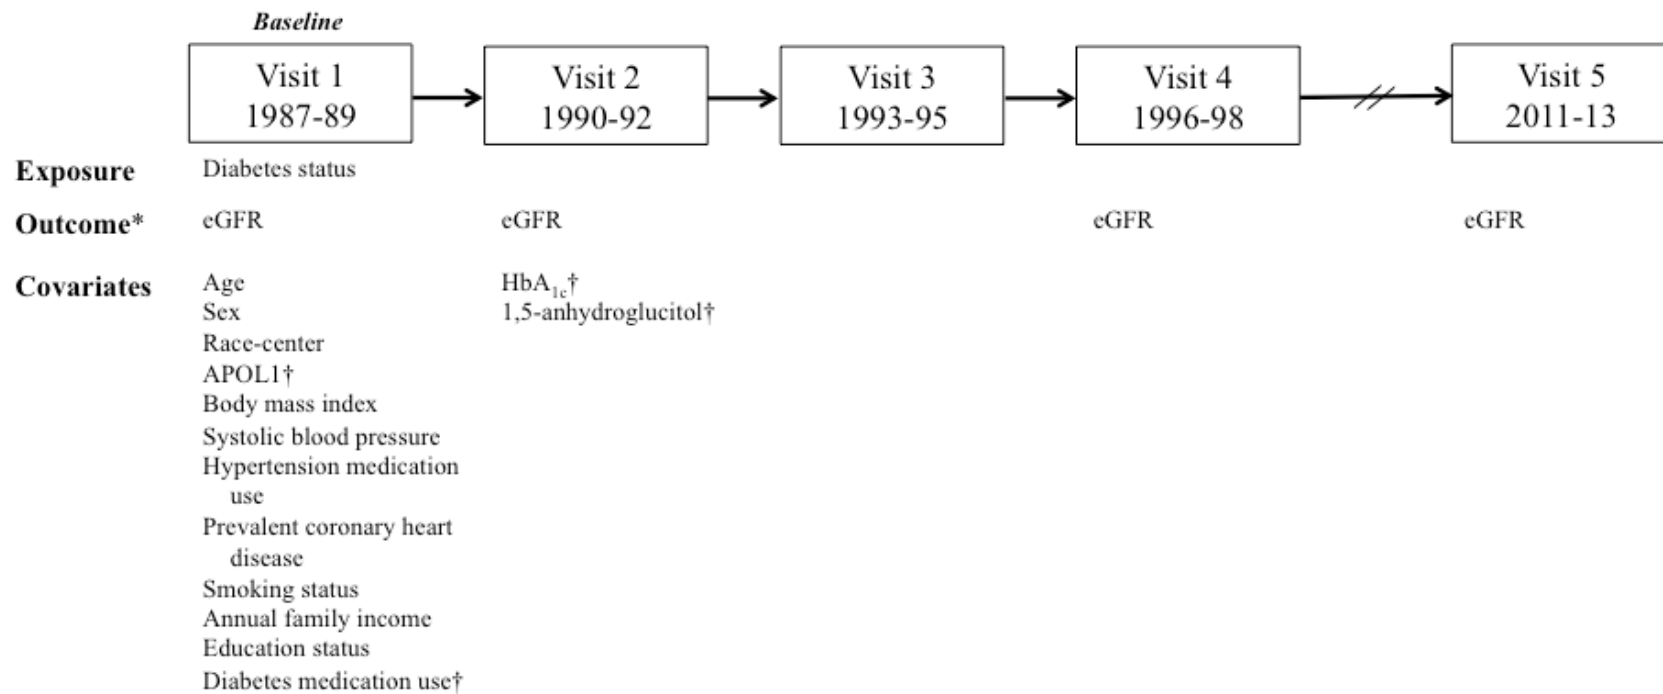 Baseline
Visit 1
1987-89
Visit 2
1990-92
Visit 3
1993-95
Visit 4
1996-98
Visit 5
2011-13
Exposure
Diabetes status
Outcome*
eGFR
eGFR
eGFR
eGFR
Covariates
Age
Sex
Race-center
APOL1†
Body mass index
Systolic blood pressure
Hypertension medication
use
Prevalent coronary heart
disease
Smoking status
Annual family income
Education status
Diabetes medication use†
HbA1c†
1,5-anhydroglucitol†